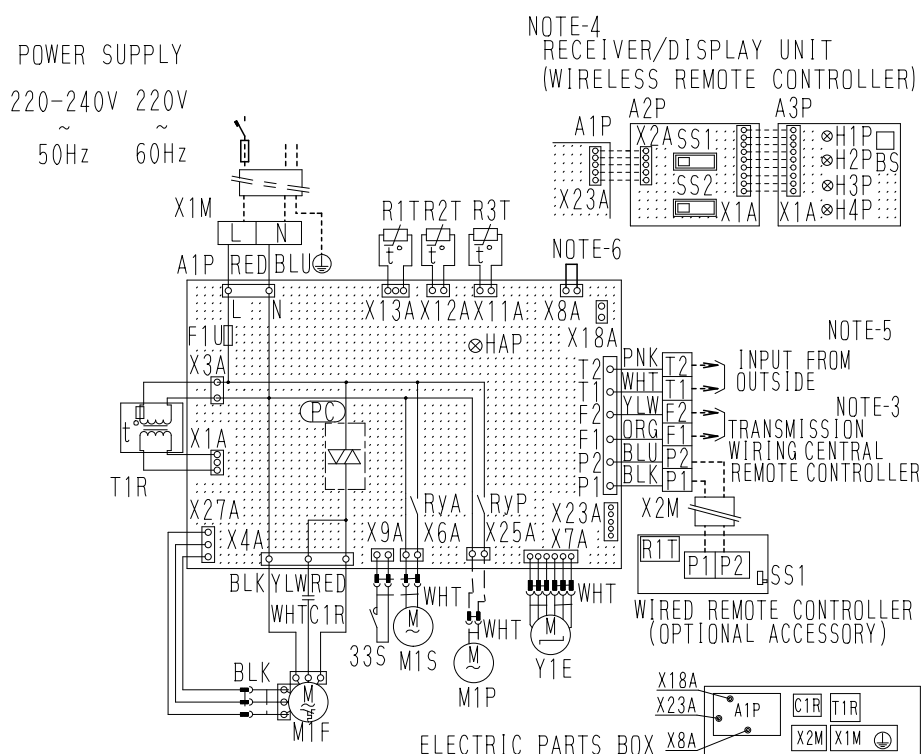 NOTE-4
POWER SUPPLY
RECEIVER/DISPLAY UNIT
(WIRELESS REMOTE CONTROLLER)
220-240V 220V
~ ~
50Hz 60Hz
A1P
A2P
A3P
X2A SS1
SS2
X23A
X1A
X1A
H1P
H2P
H3P
H4P
BS
X1M
L N
R1T R2T R3T
t° t° t°
NOTE-6
A1P RED BLU
L N
X13A X12A X11A X8A
X18A
F1U
X3A
HAP
NOTE-5
T2 PNK T2
T1 WHT T1
INPUT FROM
OUTSIDE
F2 YLW F2
F1 ORG F1
NOTE-3
TRANSMISSION
WIRING CENTRAL
REMOTE CONTROLLER
P2 BLU P2
P1 BLK P1
PC
t°
X1A
T1R
X27A
X4A
RyA
RyP
X9A X6A X25A X7A
X23A
X2M
R1T
P1 P2
SS1
WIRED REMOTE CONTROLLER
(OPTIONAL ACCESSORY)
BLK YLW RED
WHT C1R
WHT
WHT
WHT
33S
M
~
M1S
M
~
M1P
M
Y1E
BLK
M
~
M1F
ELECTRIC PARTS BOX
X18A
X23A
X8A
A1P
C1R
T1R
X2M
X1M